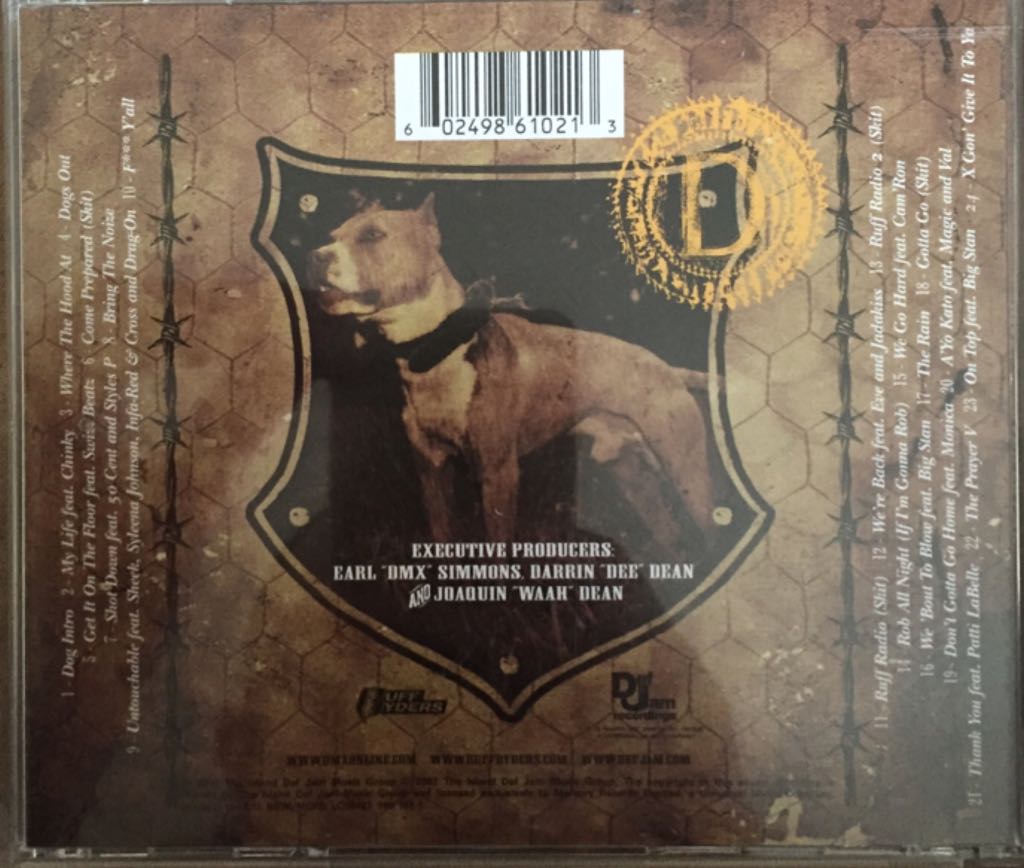 6 02498 61021 3
D
1 - Dog Intro 2 - My Life feat. Chinky 3 Where The Hood At 4 - Dogs Out
5 - Get It On The Floor feat. Swizz Beatz 6 - Come Prepared (Skit)
7 - Shot Down feat. 50 Cent and Styles P 8 - Bring The Noize
9 - Untouchable feat. Sheek, Syleena Johnson, Infa-Red & Cross and Drag-On 10 - F*** Y'all
EXECUTIVE PRODUCERS:
EARL "DMX" SIMMONS, DARRIN "DEE" DEAN
AND JOAQUIN "WAAH" DEAN
11 - Ruff Radio (Skit) 12 - We're Back feat. Eve and Jadakiss 13 - Ruff Radio 2 (Skit)
14 - Rob All Night (If I'm Gonna Rob) 15 - We Go Hard feat. Cam'Ron
16 - We 'Bout To Blow feat. Big Stan 17 - The Rain 18 - Gotta Go (Skit)
19 - Don't Gotta Go Home feat. Monica 20 - A'Yo Kato feat. Magic and Val
21 - Thank You feat. Patti LaBelle 22 - The Prayer V 23 On Top feat. Big Stan 24 - X Gon' Give It To Ya
RUFF RYDERS
Def Jam recordings
WWW.DMXONLINE.COM WWW.RUFFRYDERS.COM WWW.DEFJAM.COM